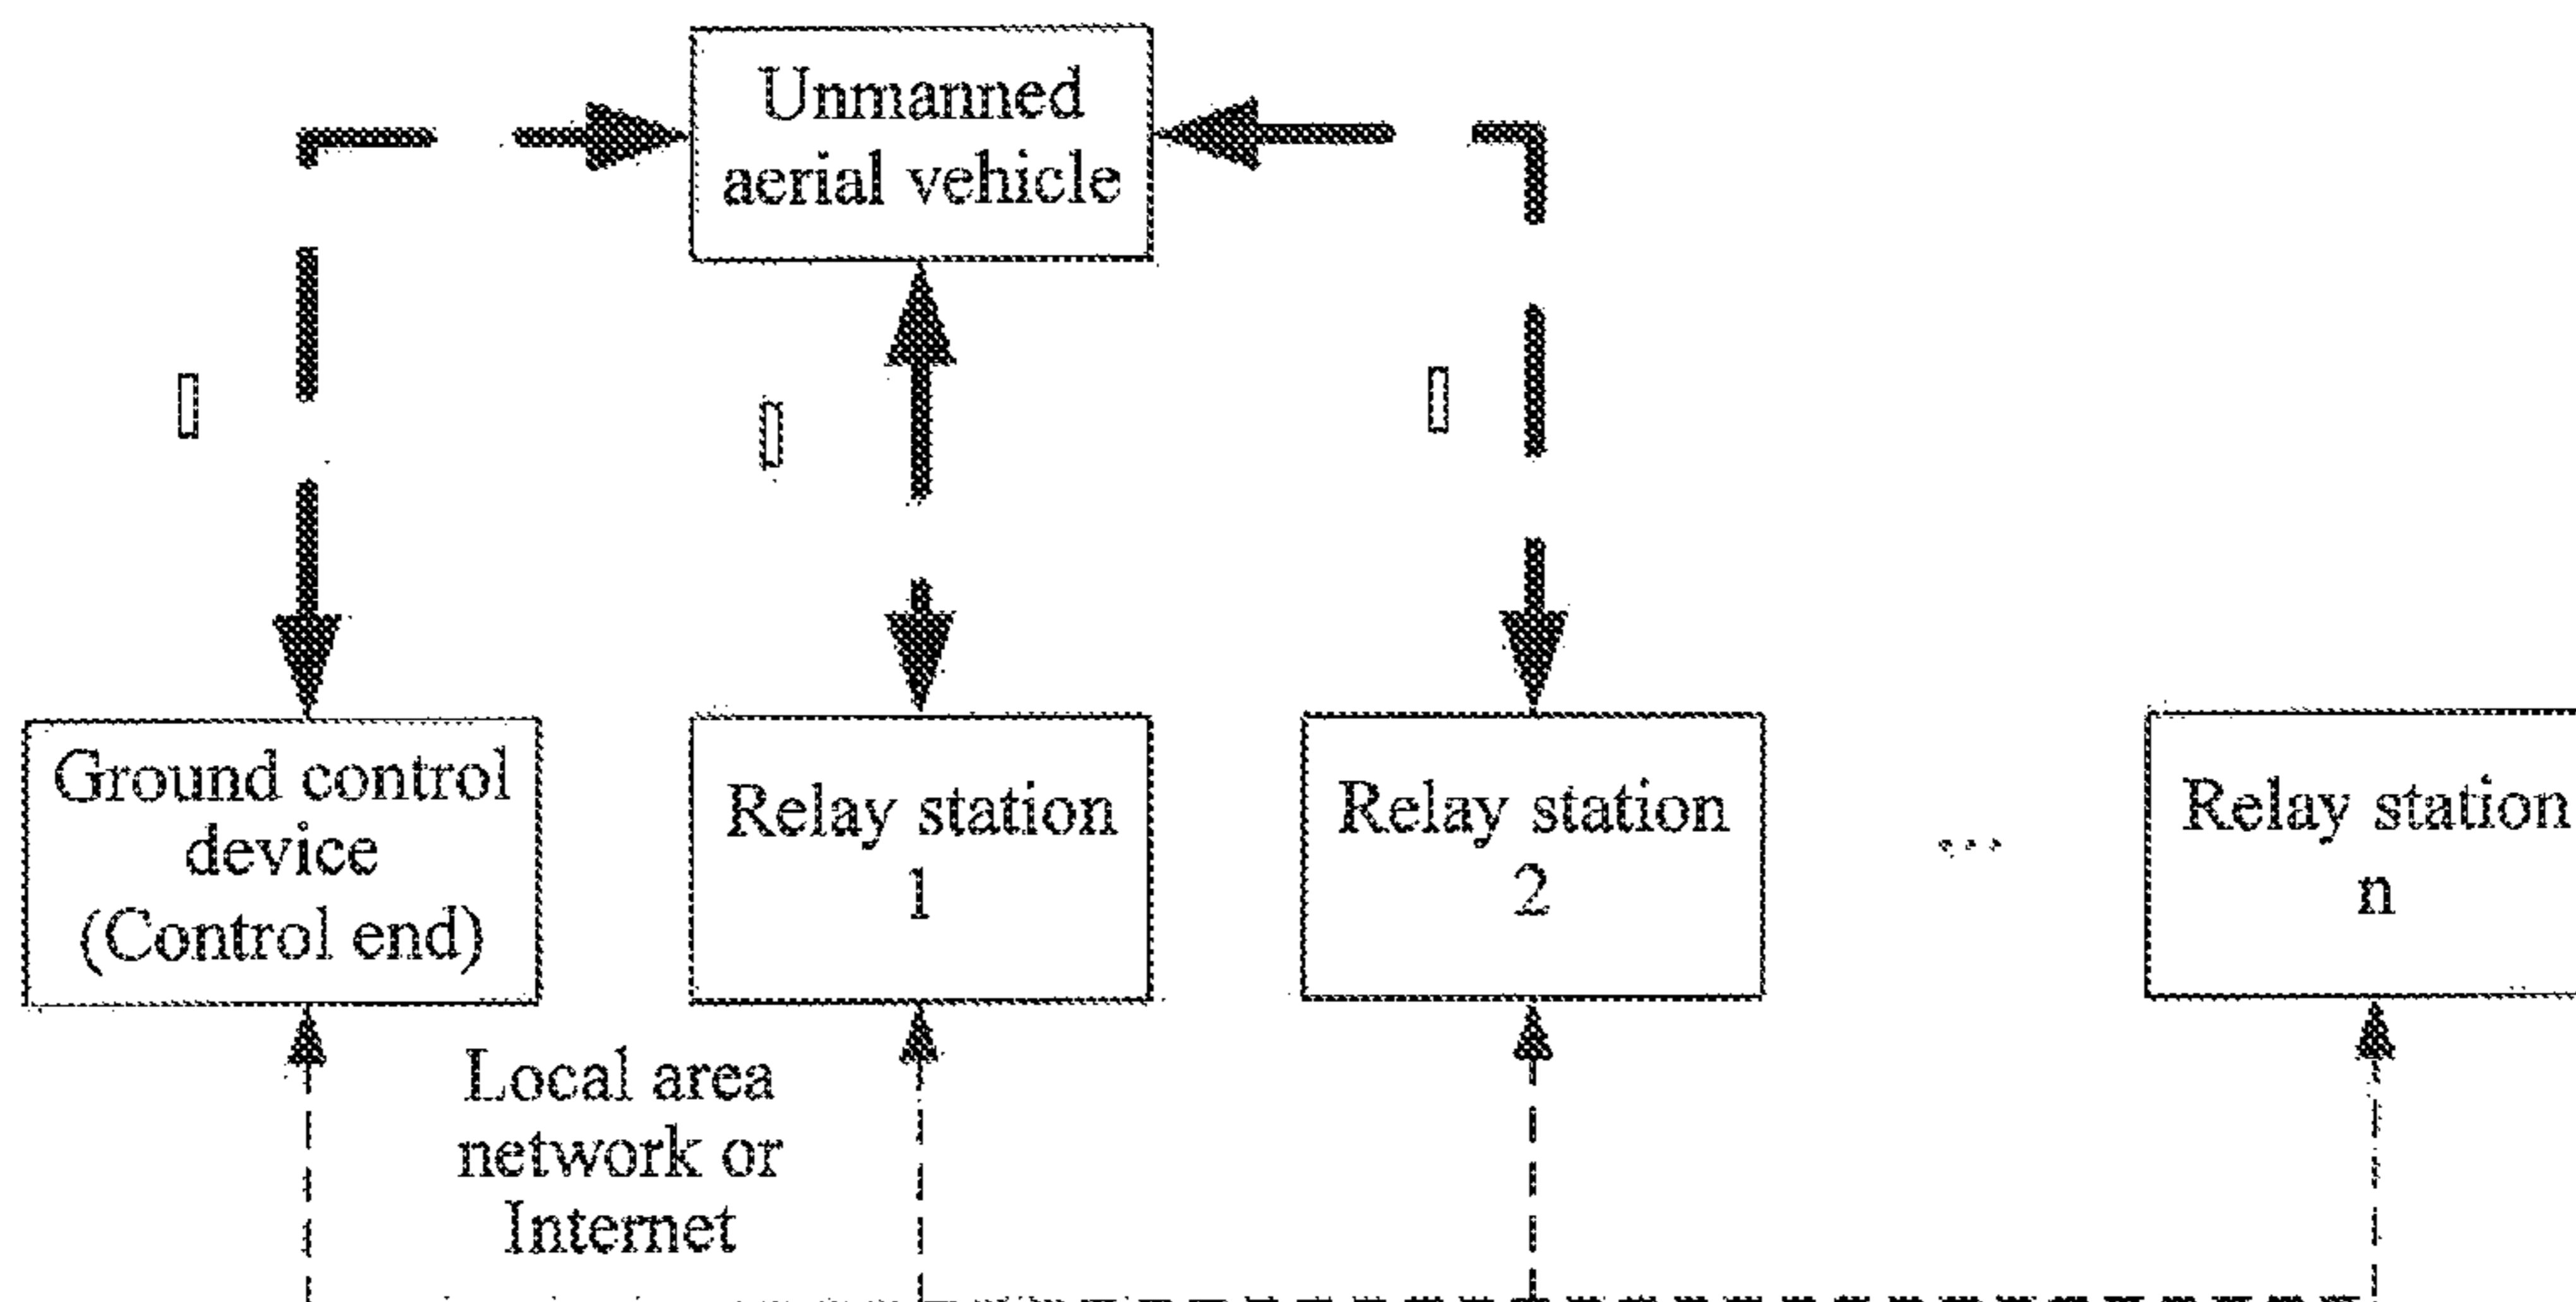 Unmanned
aerial vehicle
Ground control
device
(Control end)
Relay station
1
Relay station
2
...
Relay station
n
Local area
network or
Internet